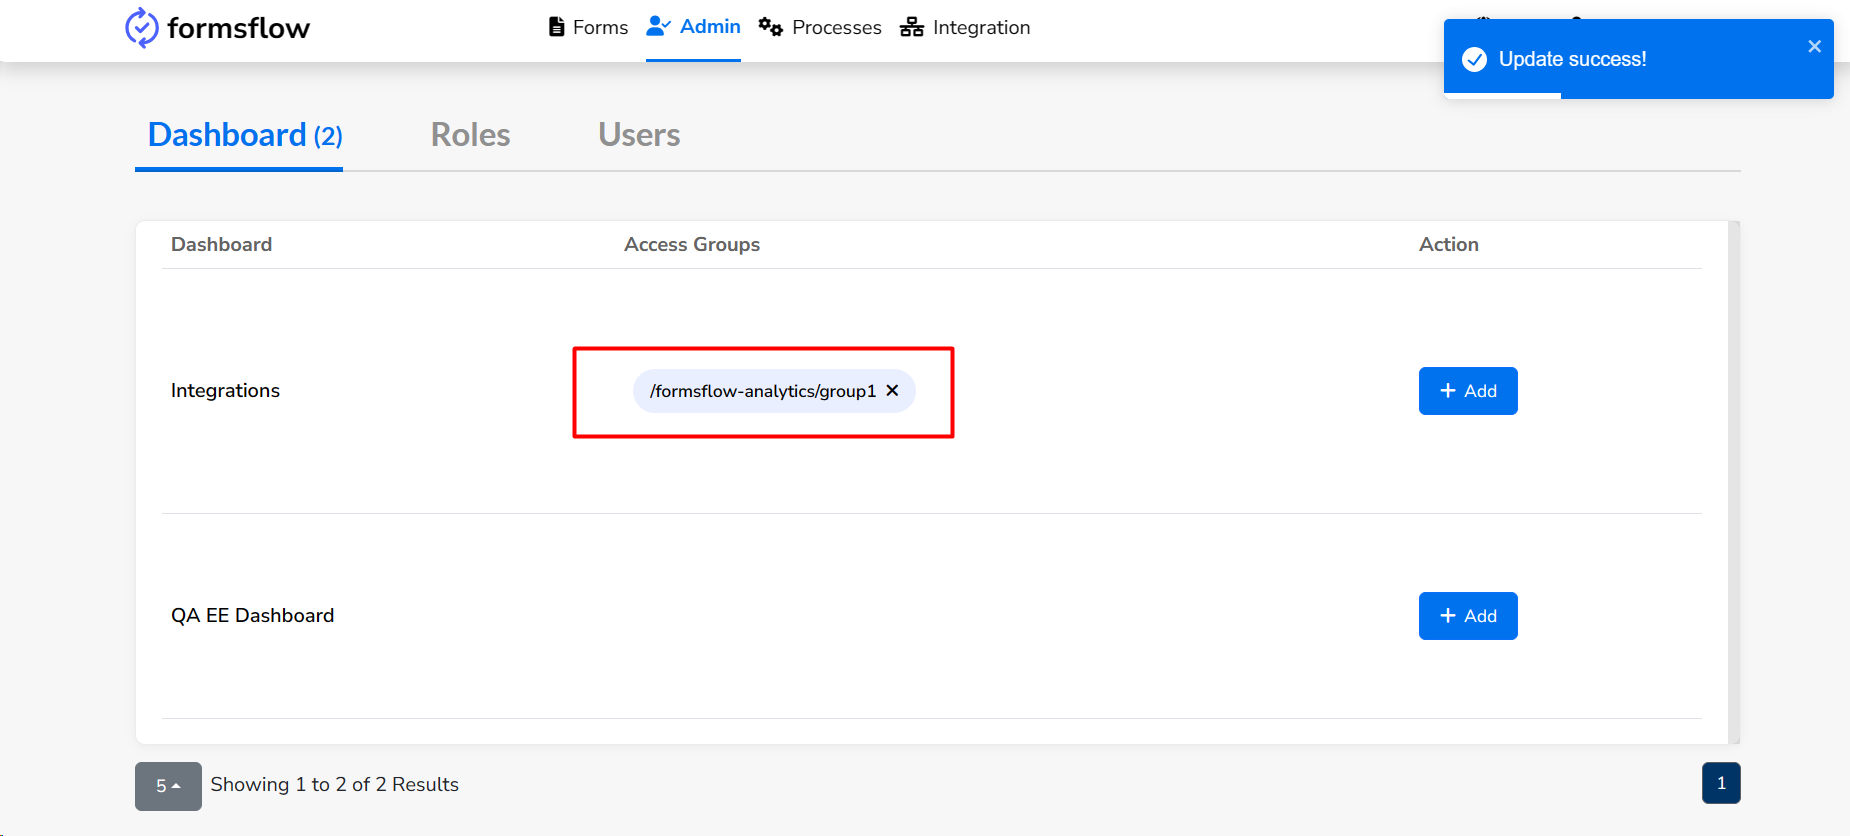 formsflow
Forms Admin Processes Integration
Update success!
Dashboard (2) Roles Users
Dashboard Access Groups Action
Integrations /formsflow-analytics/group1 Add
QA EE Dashboard Add
5 Showing 1 to 2 of 2 Results 1